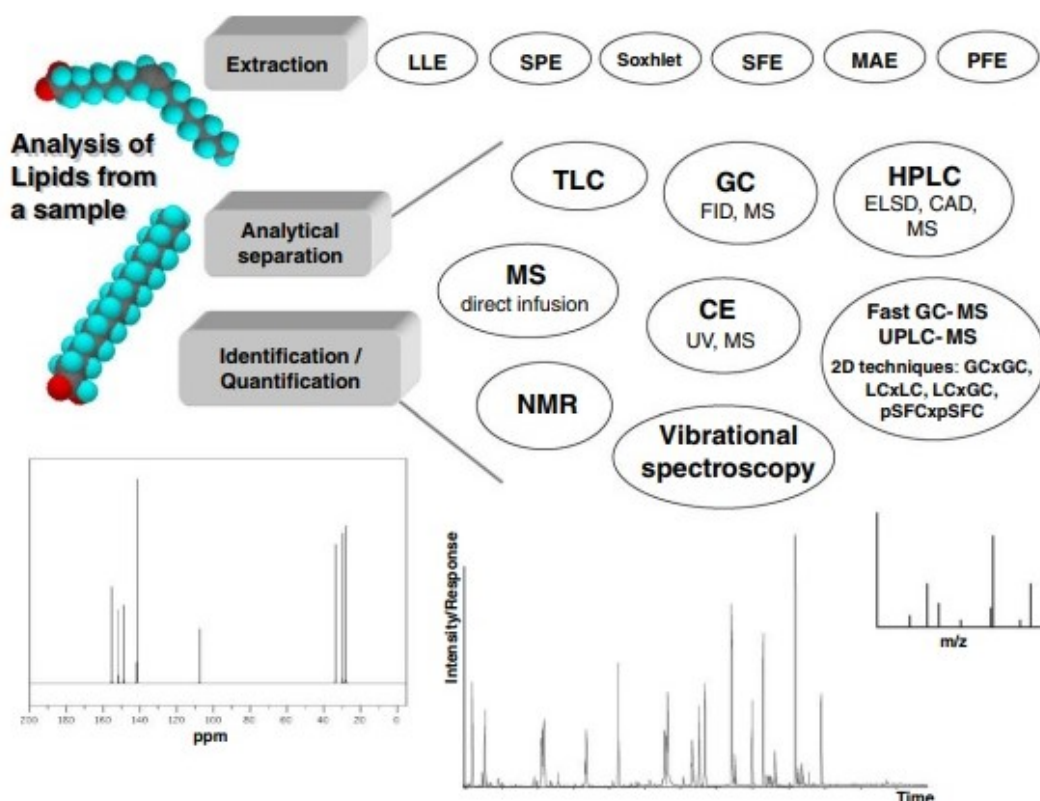 Extraction
LLE
SPE
Soxhlet
SFE
MAE
PFE
Analysis of
Lipids from
a sample
Analytical
separation
Identification /
Quantification
TLC
GC
FID, MS
HPLC
ELSD, CAD,
MS
MS
direct infusion
CE
UV, MS
Fast GC-MS
UPLC-MS
2D techniques: GCxGC,
LCxLC, LCxGC,
pSFCxpSFC
NMR
Vibrational
spectroscopy
200 180 160 140 120 100 80 60 40 20 0
ppm
Intensity/Response
Time
m/z